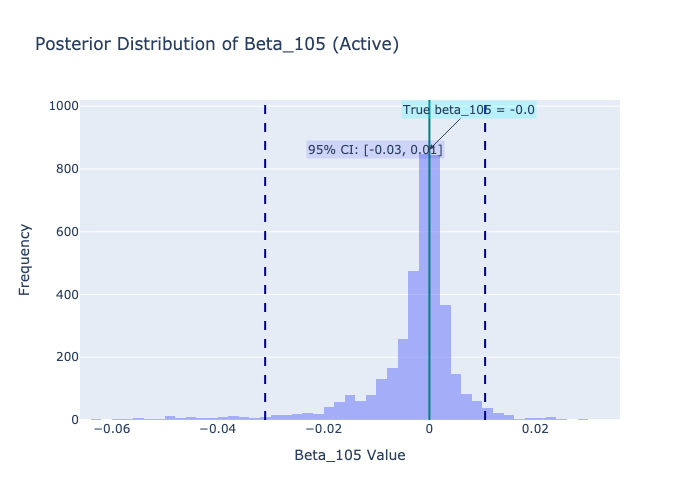 Posterior Distribution of Beta_105 (Active)
True beta_105 = -0.0
95% CI: [-0.03, 0.01]
1000
800
600
400
200
0
Frequency
−0.06
−0.04
−0.02
0
0.02
Beta_105 Value